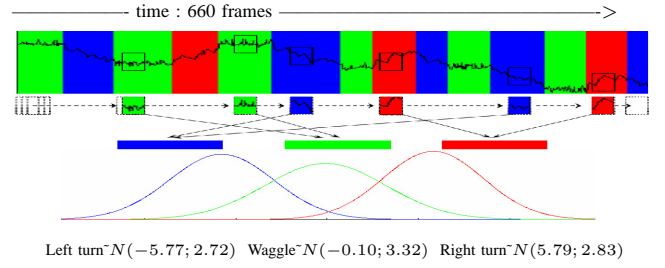 time : 660 frames
Left turn~N(−5.77; 2.72) Waggle~N(−0.10; 3.32) Right turn~N(5.79; 2.83)